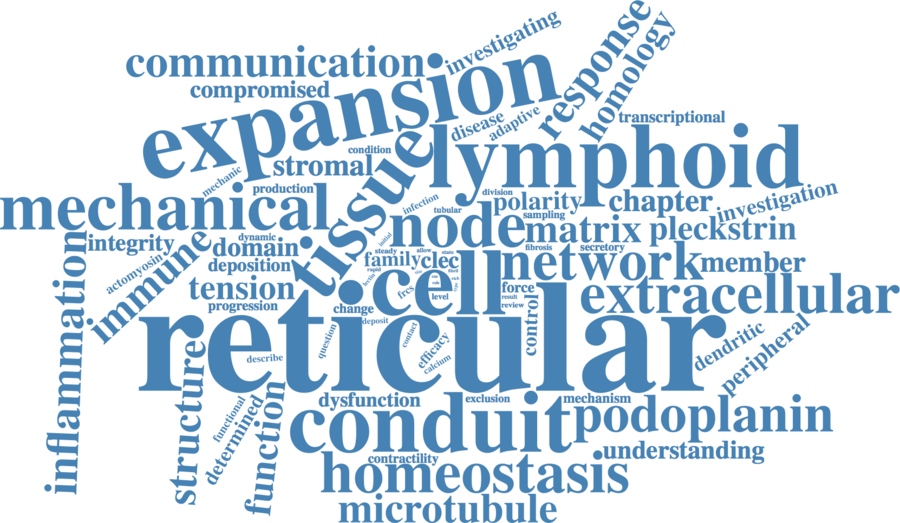 investigating
response
homology
communication
compromised
expansion
disease
adaptive
transcriptional
condition
stromal
tissue
lymphoid
mechanic
production
mechanical
infection
division
polarity
chapter
investigation
tubular
sampling
node
matrix
pleckstrin
integrity
dynamic
domain
immune
initial
steady
allow
state
fibrosis
secretory
actomyosin
deposition
family
clec
network
member
inflammation
tension
rapid
cell
force
extracellular
frcs
level
result
review
progression
change
deposit
control
reticular
question
contact
efficacy
calcium
dendritic
peripheral
describe
structure
functional
determined
function
dysfunction
exclusion
mechanism
conduit
podoplanin
contractility
understanding
homeostasis
microtubule